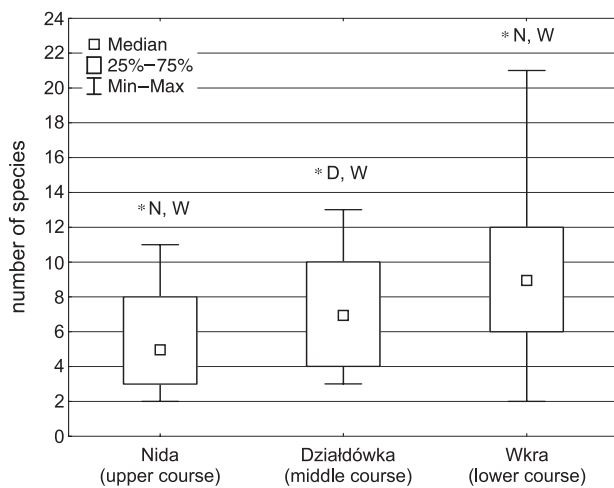 24
22
20
18
16
14
12
10
8
6
4
2
0
number of species
Median
25%–75%
Min–Max
*N, W
*D, W
*N, W
Nida
(upper course)
Działdówka
(middle course)
Wkra
(lower course)